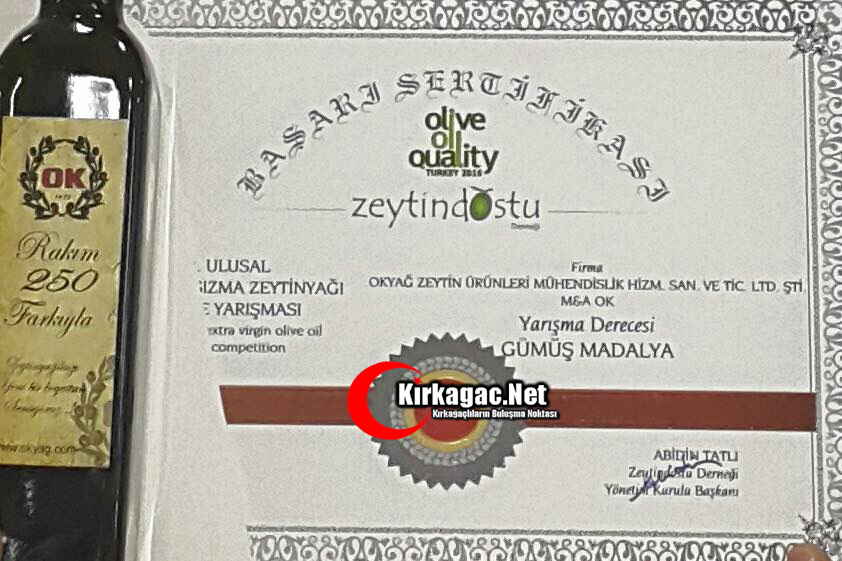 BAŞARI SERTİFİKASI
olive
oil
quality
TURKEY 2016
zeytindostu
Derneği
ULUSAL
SIZMA ZEYTİNYAĞI
YARIŞMASI
extra virgin olive oil
competition
Firma
OKYAĞ ZEYTİN ÜRÜNLERİ MÜHENDİSLİK HİZM. SAN. VE TİC. LTD. ŞTİ.
M&A OK
Yarışma Derecesi
GÜMÜŞ MADALYA
Kırkagac.Net
Kırkağaçlıların Buluşma Noktası
ABİDİN TATLI
Zeytindostu Derneği
Yönetim Kurulu Başkanı
OK
Rakım
250
Farkıyla
www.okyag.com